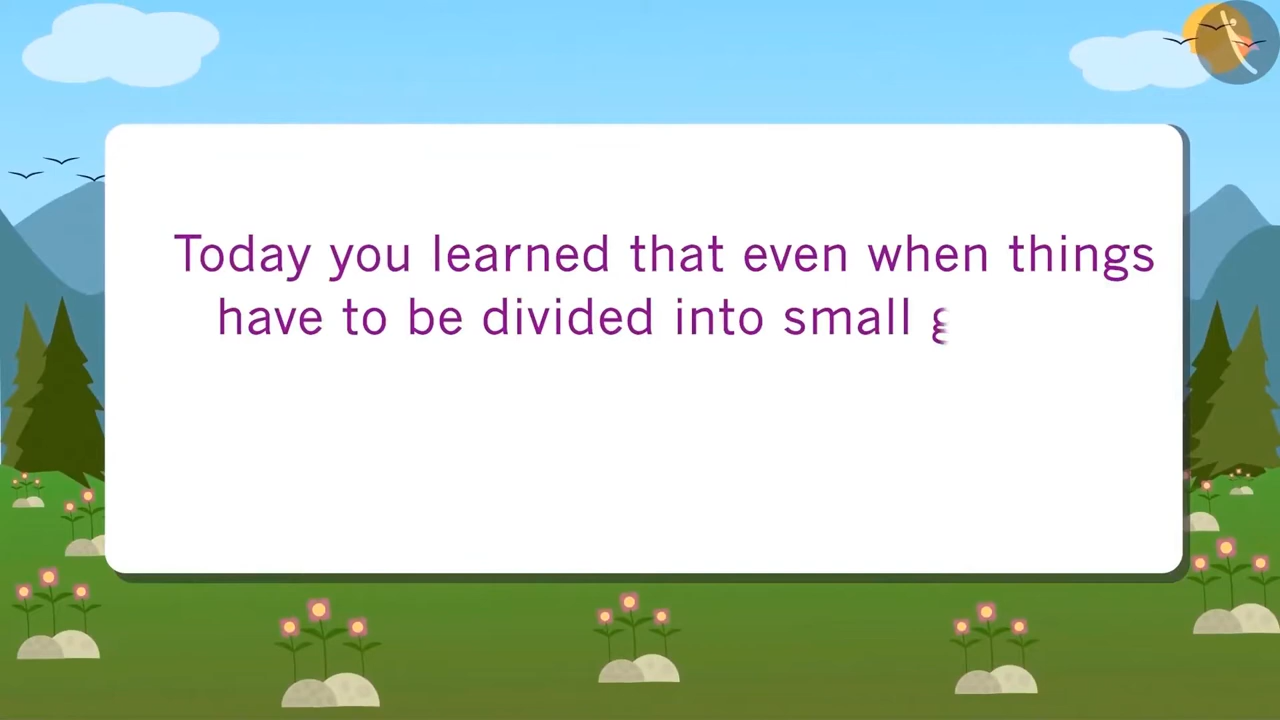 Today you learned that even when things
have to be divided into small